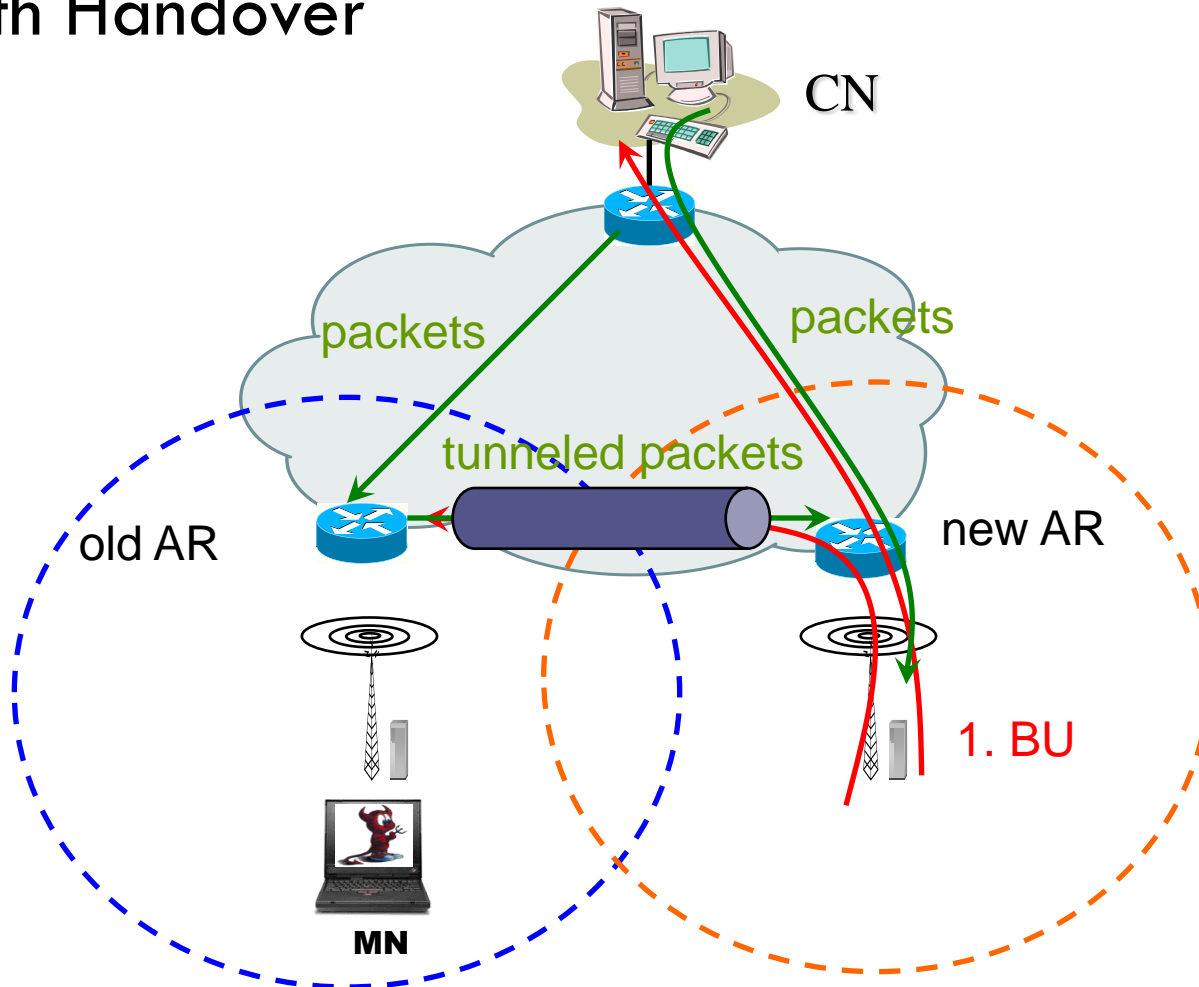 th Handover
CN
packets
packets
tunneled packets
old AR
new AR
1. BU
MN